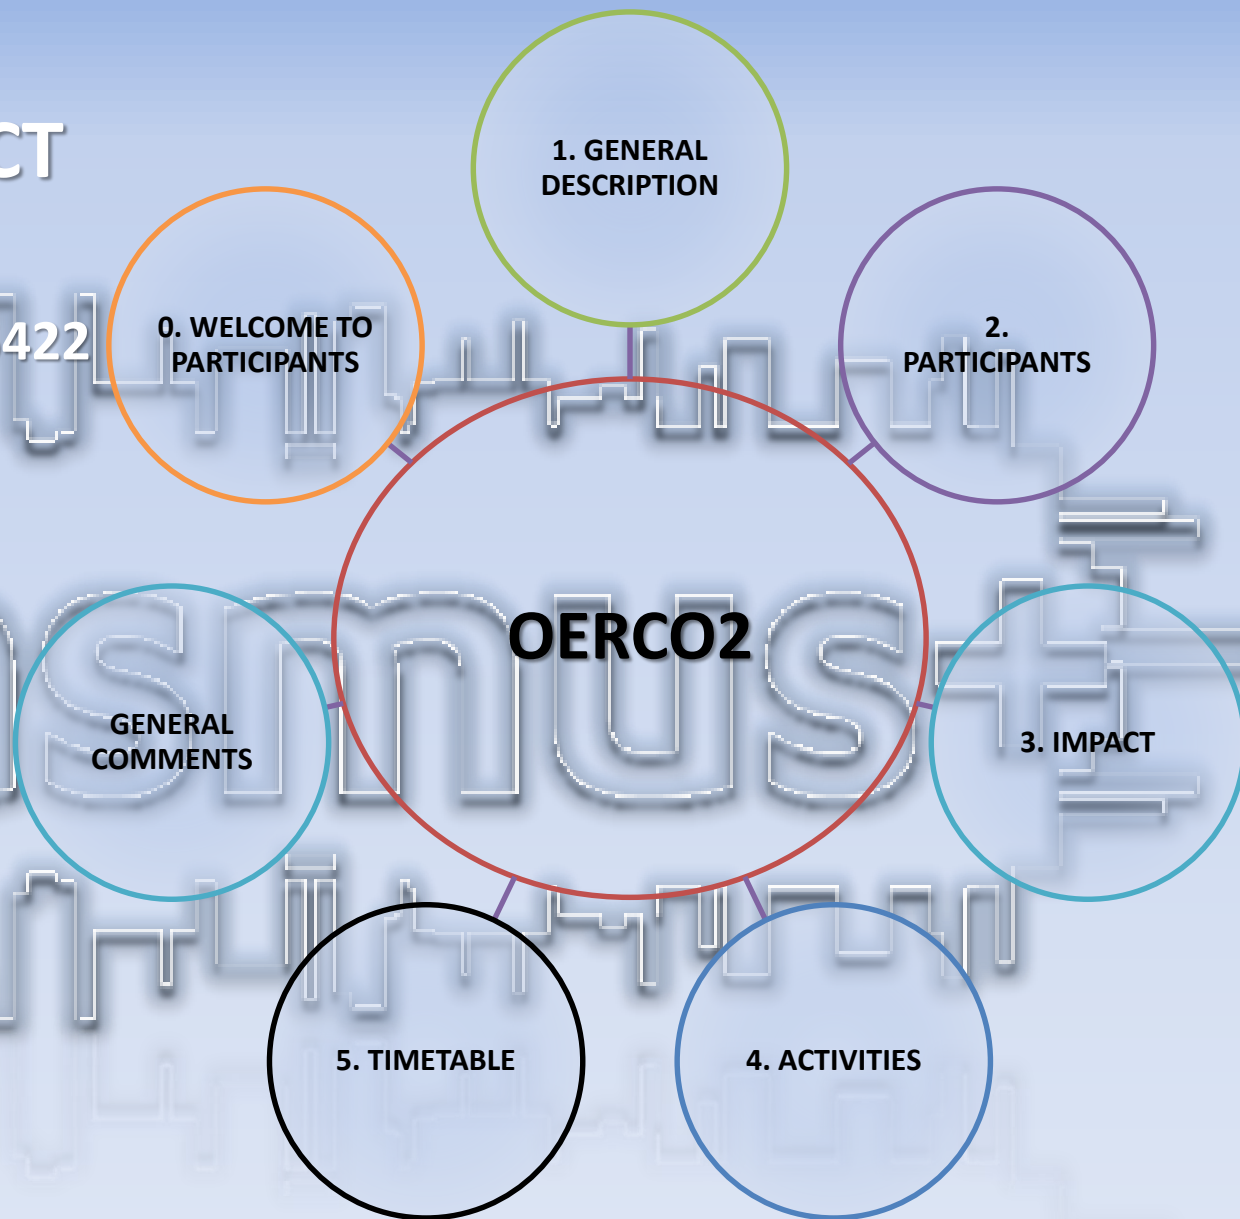 CT
422
1. GENERAL
DESCRIPTION
0. WELCOME TO
PARTICIPANTS
2.
PARTICIPANTS
OERCO2
smus+
GENERAL
COMMENTS
3. IMPACT
5. TIMETABLE
4. ACTIVITIES